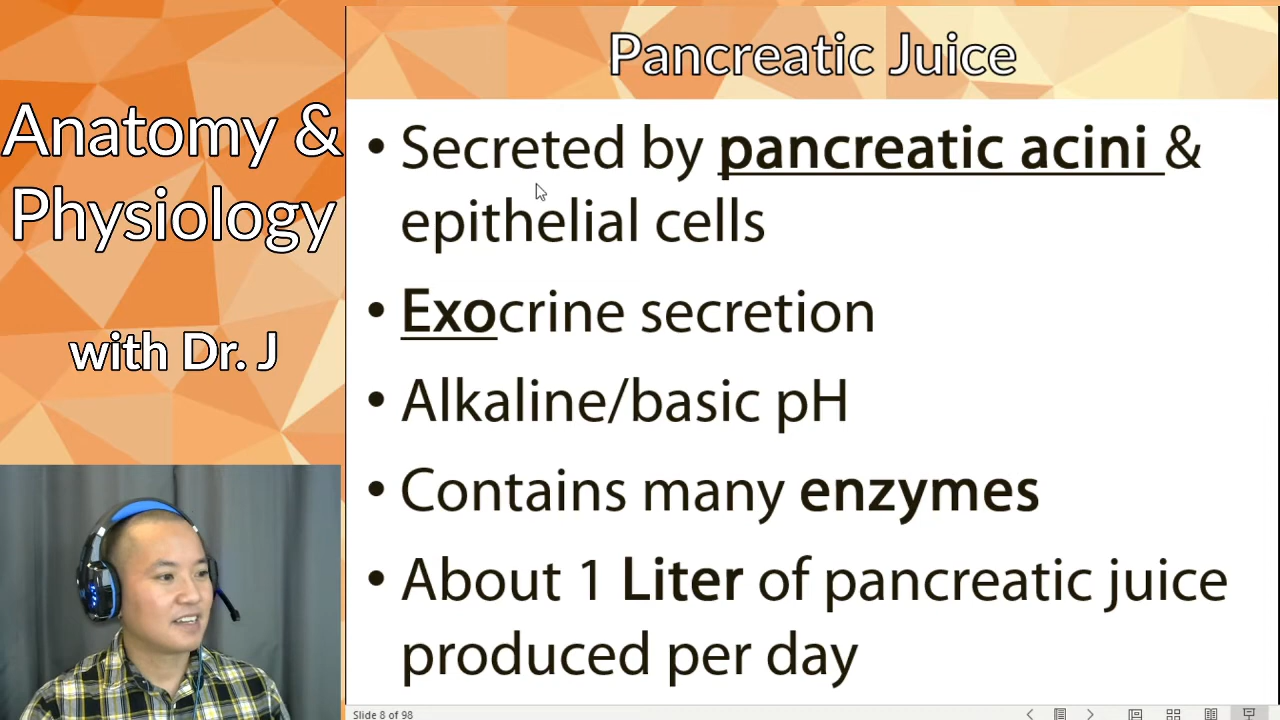 Anatomy &
Physiology
with Dr. J
Pancreatic Juice
• Secreted by pancreatic acini &
epithelial cells
• Exocrine secretion
• Alkaline/basic pH
• Contains many enzymes
• About 1 Liter of pancreatic juice
produced per day
Slide 8 of 98